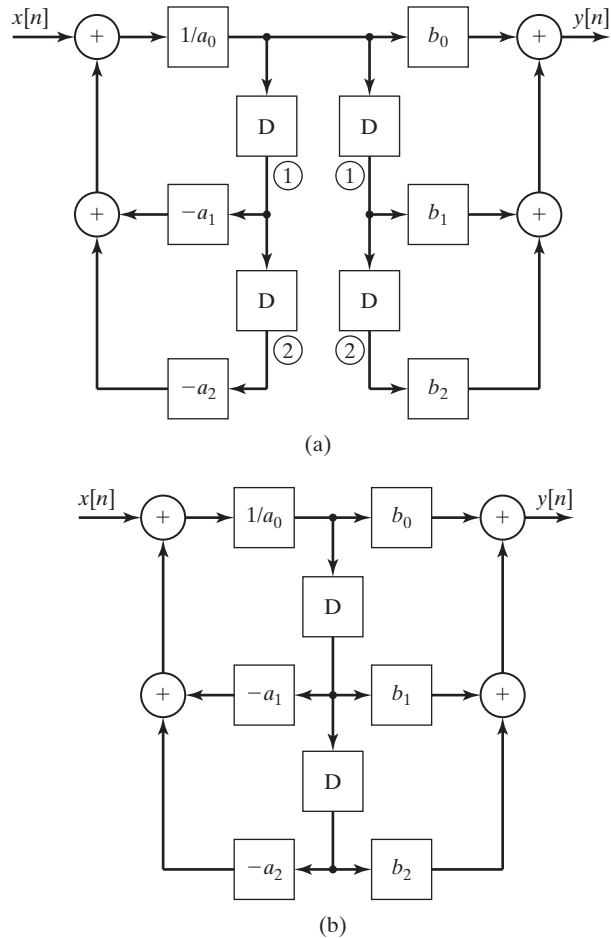 x[n]
+
1/a₀
b₀
+
y[n]
D
D
①
①
+
−a₁
b₁
+
D
D
②
②
−a₂
b₂
(a)
x[n]
+
1/a₀
b₀
+
y[n]
D
+
−a₁
b₁
+
D
−a₂
b₂
(b)